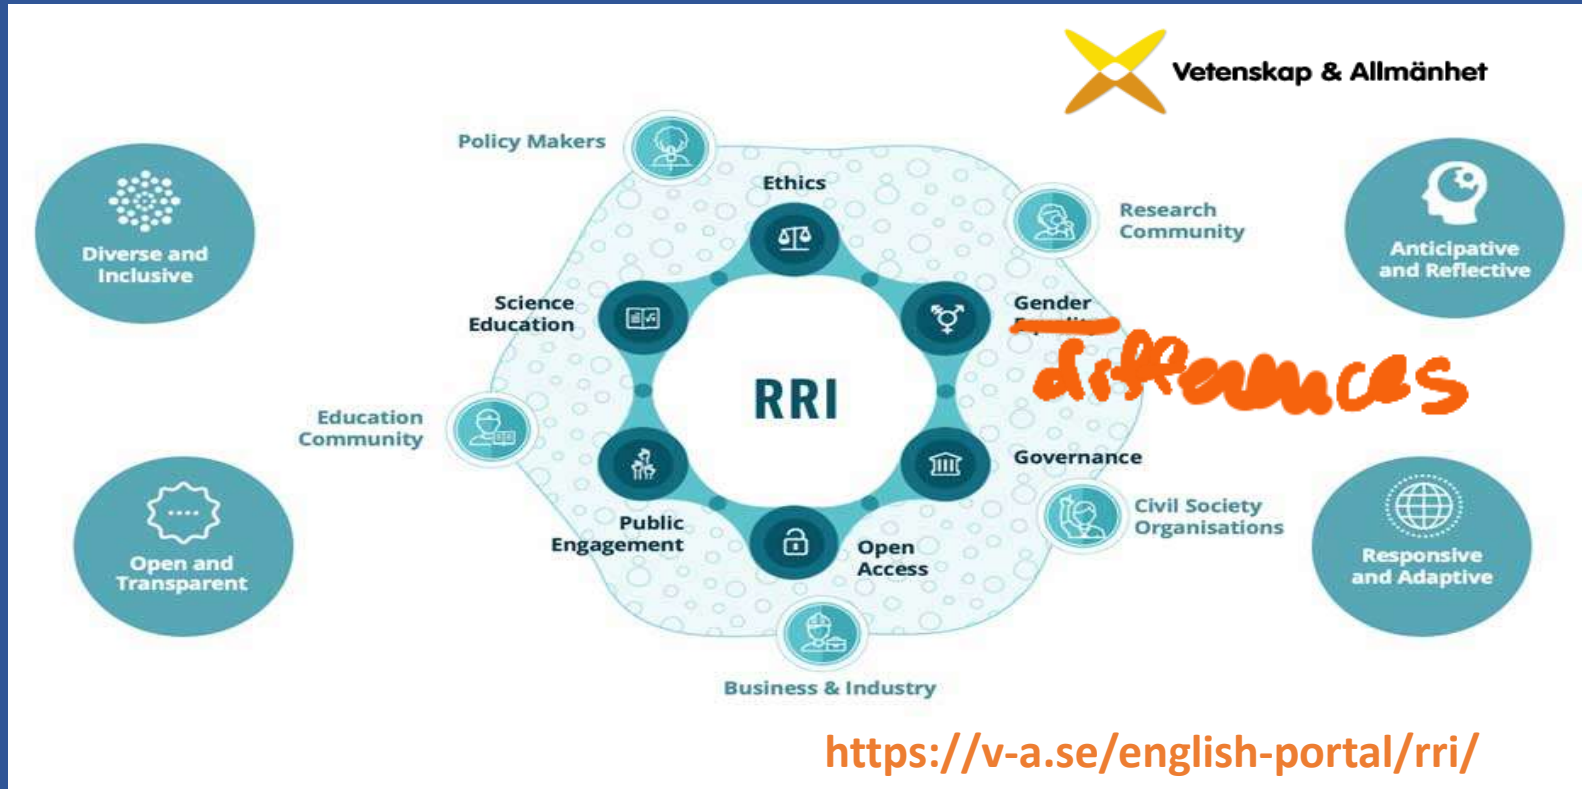 Vetenskap & Allmänhet
Policy Makers
Ethics
Research
Community
Diverse and
Inclusive
Anticipative
and Reflective
Science
Education
Gender
Equality
differences
RRI
Education
Community
Governance
Public
Engagement
Open
Access
Civil Society
Organisations
Open and
Transparent
Responsive
and Adaptive
Business & Industry
https://v-a.se/english-portal/rri/